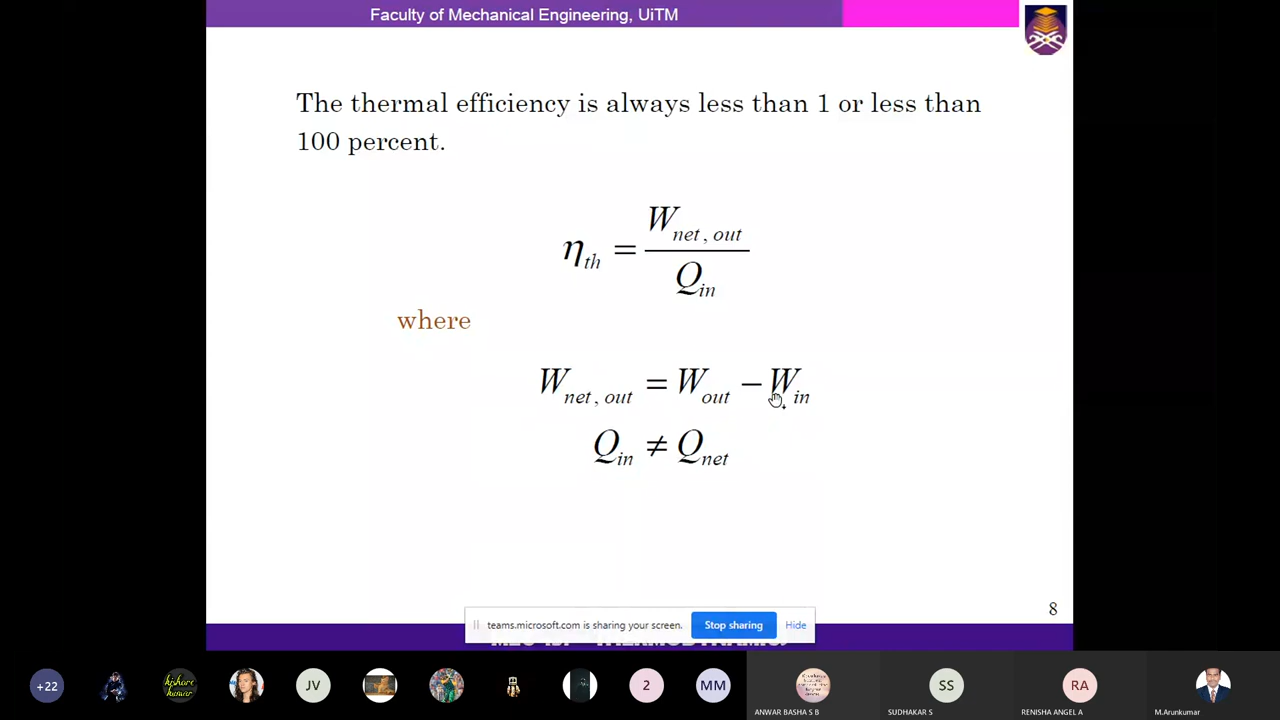 Faculty of Mechanical Engineering, UiTM
The thermal efficiency is always less than 1 or less than
100 percent.
η_th = W_net, out / Q_in
where
W_net, out = W_out − W_in
Q_in ≠ Q_net
8
teams.microsoft.com is sharing your screen. Stop sharing Hide
+22 JV 2 MM SS RA
ANWAR BASHA S B SUDHAKAR S RENISHA ANGEL A M.Arunkumar